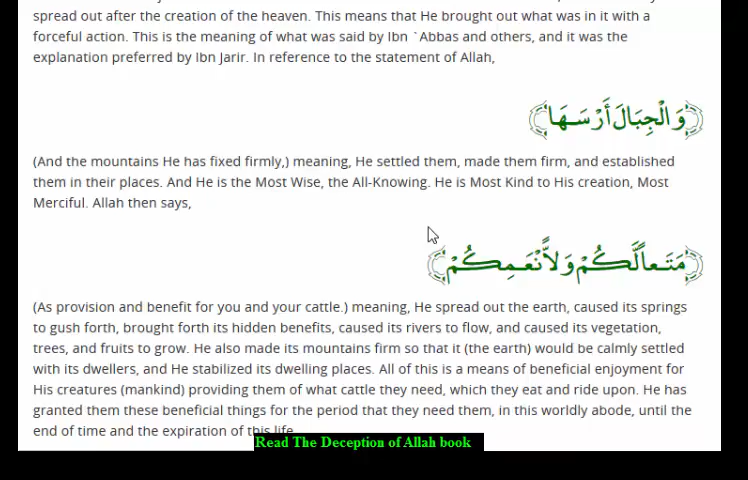 spread out after the creation of the heaven. This means that He brought out what was in it with a
forceful action. This is the meaning of what was said by Ibn `Abbas and others, and it was the
explanation preferred by Ibn Jarir. In reference to the statement of Allah,
﴿وَالْجِبَالَ أَرْسَـهَا﴾
(And the mountains He has fixed firmly,) meaning, He settled them, made them firm, and established
them in their places. And He is the Most Wise, the All-Knowing. He is Most Kind to His creation, Most
Merciful. Allah then says,
﴿مَتَـعاً لَّكُمْ وَلاًّنْعَـمِكُمْ﴾
(As provision and benefit for you and your cattle.) meaning, He spread out the earth, caused its springs
to gush forth, brought forth its hidden benefits, caused its rivers to flow, and caused its vegetation,
trees, and fruits to grow. He also made its mountains firm so that it (the earth) would be calmly settled
with its dwellers, and He stabilized its dwelling places. All of this is a means of beneficial enjoyment for
His creatures (mankind) providing them of what cattle they need, which they eat and ride upon. He has
granted them these beneficial things for the period that they need them, in this worldly abode, until the
end of time and the expiration of this life
Read The Deception of Allah book